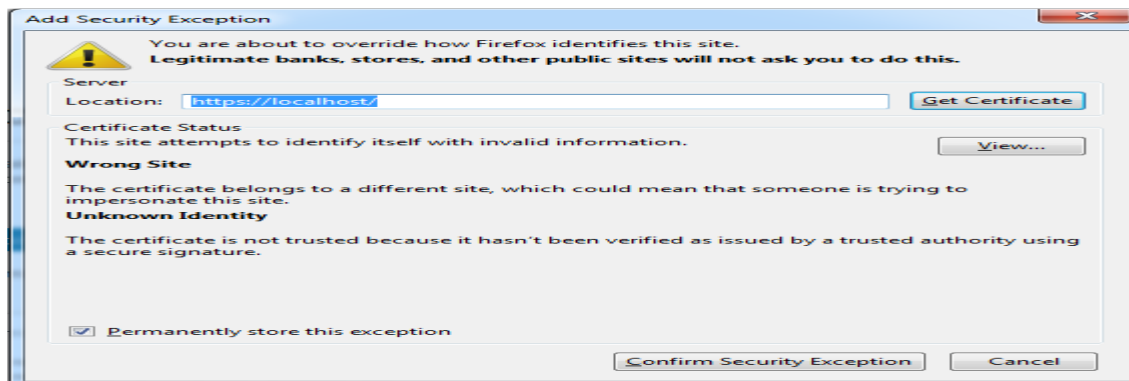 Add Security Exception
You are about to override how Firefox identifies this site.
Legitimate banks, stores, and other public sites will not ask you to do this.
Server
Location: https://localhost/ Get Certificate
Certificate Status
This site attempts to identify itself with invalid information.
View...
Wrong Site
The certificate belongs to a different site, which could mean that someone is trying to
impersonate this site.
Unknown Identity
The certificate is not trusted because it hasn't been verified as issued by a trusted authority using
a secure signature.
Permanently store this exception
Confirm Security Exception Cancel